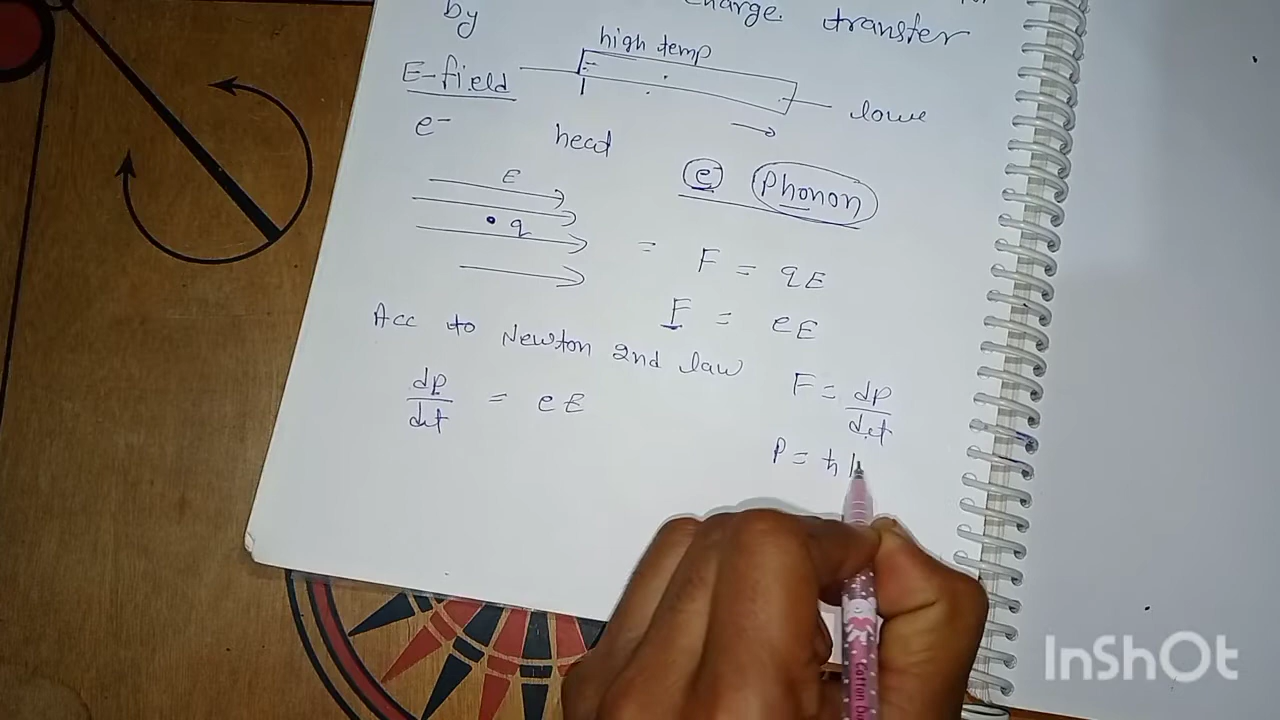 by charge transfer
high temp
E-field
lowe
e-
heat
e Phonon
E
q
= F = qE
F = eE
Acc to Newton 2nd law F = dp/dt
dp/dt = eE
P = ħ
InShOt